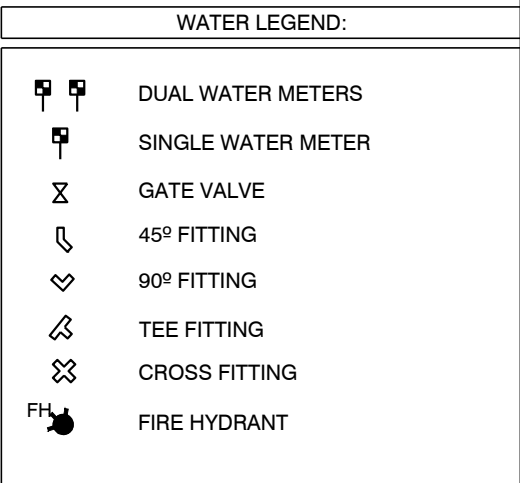 WATER LEGEND:
DUAL WATER METERS
SINGLE WATER METER
GATE VALVE
45º FITTING
90º FITTING
TEE FITTING
CROSS FITTING
FH FIRE HYDRANT